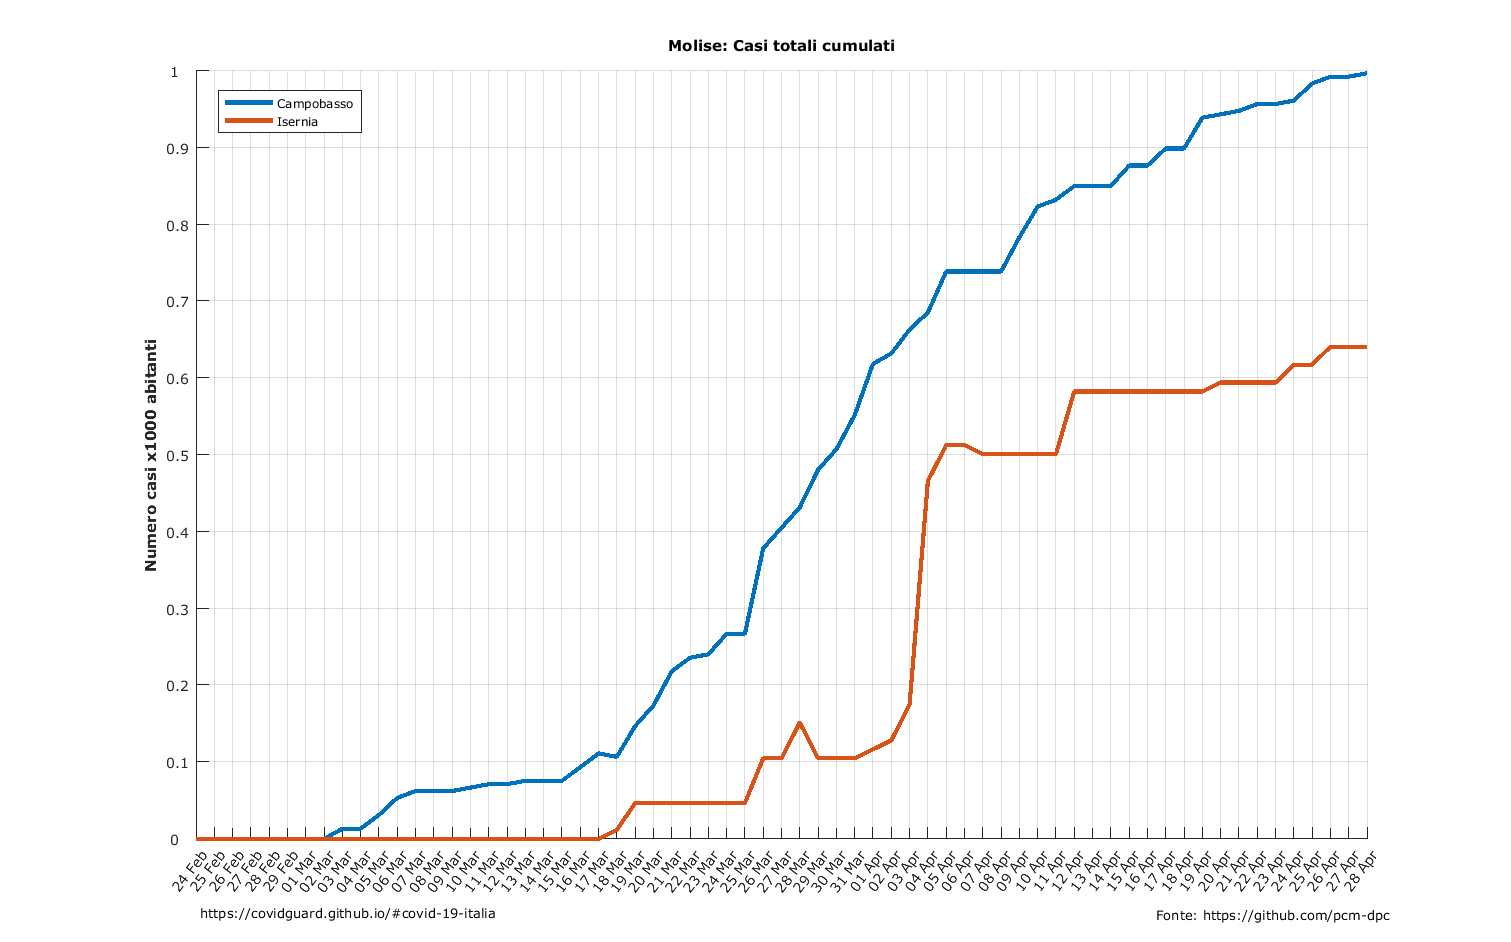 Molise: Casi totali cumulati
Campobasso
Isernia
Numero casi x1000 abitanti
1
0.9
0.8
0.7
0.6
0.5
0.4
0.3
0.2
0.1
0
24 Feb
25 Feb
26 Feb
27 Feb
28 Feb
29 Feb
01 Mar
02 Mar
03 Mar
04 Mar
05 Mar
06 Mar
07 Mar
08 Mar
09 Mar
10 Mar
11 Mar
12 Mar
13 Mar
14 Mar
15 Mar
16 Mar
17 Mar
18 Mar
19 Mar
20 Mar
21 Mar
22 Mar
23 Mar
24 Mar
25 Mar
26 Mar
27 Mar
28 Mar
29 Mar
30 Mar
31 Mar
01 Apr
02 Apr
03 Apr
04 Apr
05 Apr
06 Apr
07 Apr
08 Apr
09 Apr
10 Apr
11 Apr
12 Apr
13 Apr
14 Apr
15 Apr
16 Apr
17 Apr
18 Apr
19 Apr
20 Apr
21 Apr
22 Apr
23 Apr
24 Apr
25 Apr
26 Apr
27 Apr
28 Apr
https://covidguard.github.io/#covid-19-italia
Fonte: https://github.com/pcm-dpc